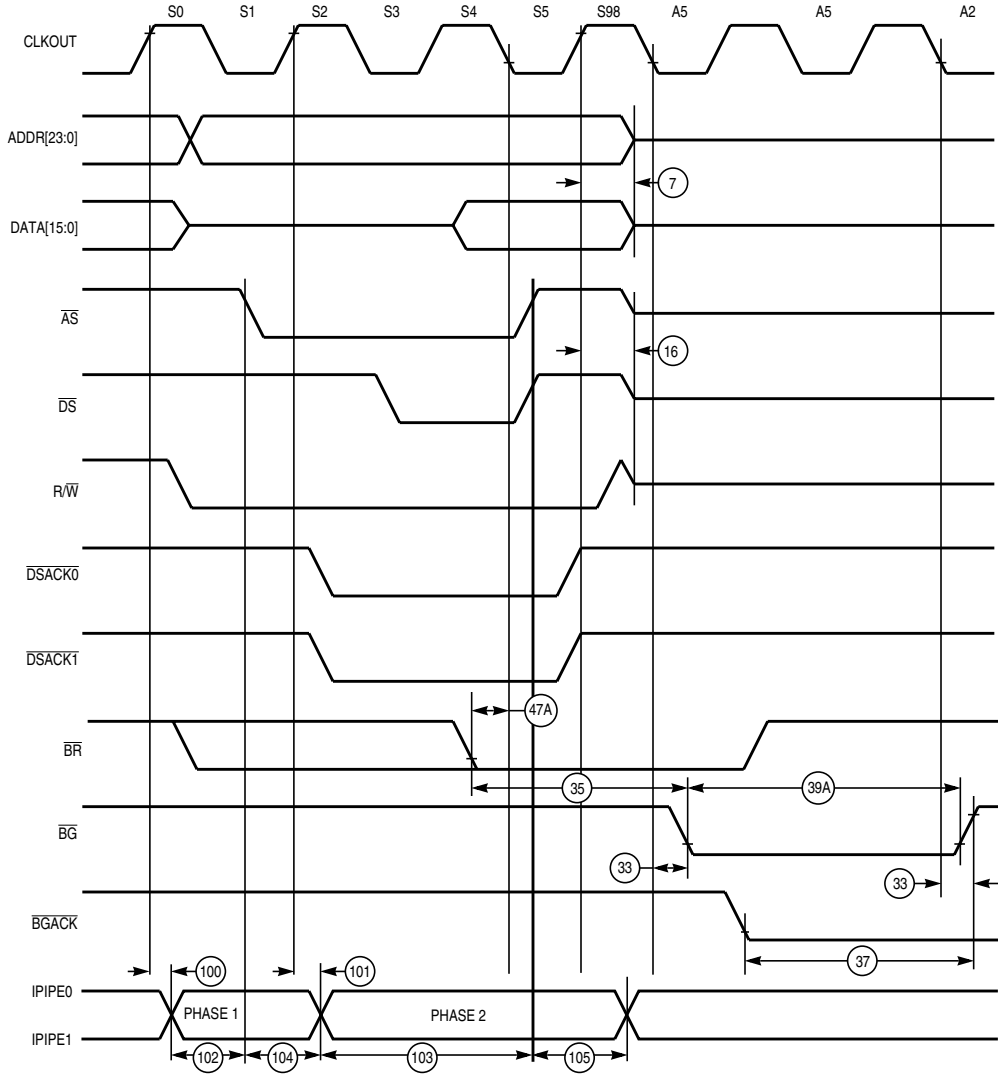 S0 S1 S2 S3 S4 S5 S98 A5 A5 A2
CLKOUT
ADDR[23:0]
7
DATA[15:0]
AS
16
DS
R/W
DSACK0
DSACK1
47A
BR
35 39A
BG
33 33
BGACK
37
100 101
IPIPE0
PHASE 1 PHASE 2
IPIPE1
102 104 103 105